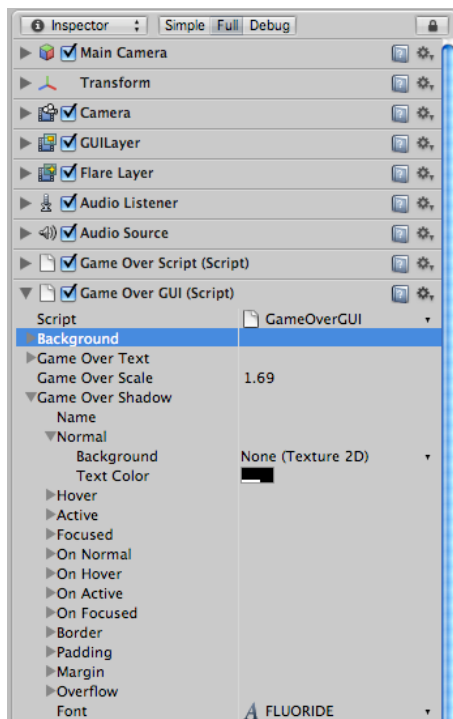 Inspector Simple Full Debug
Main Camera
Transform
Camera
GUILayer
Flare Layer
Audio Listener
Audio Source
Game Over Script (Script)
Game Over GUI (Script)
Script GameOverGUI
Background
Game Over Text
Game Over Scale 1.69
Game Over Shadow
Name
Normal
Background None (Texture 2D)
Text Color
Hover
Active
Focused
On Normal
On Hover
On Active
On Focused
Border
Padding
Margin
Overflow
Font FLUORIDE